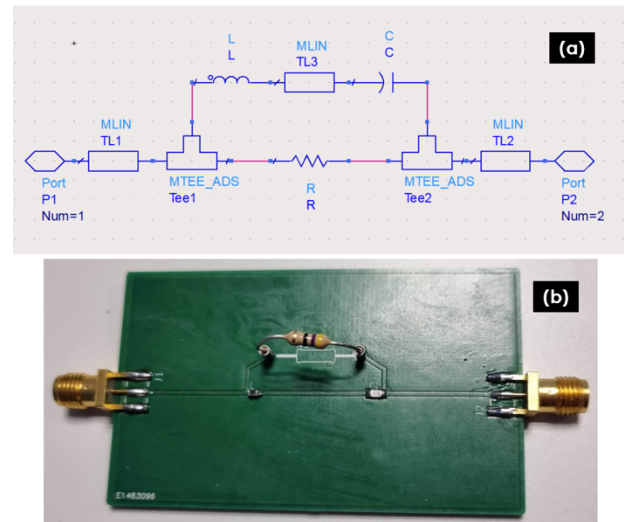 (a)
L
L
MLIN
TL3
C
C
MLIN
TL1
MLIN
TL2
Port
P1
Num=1
MTEE_ADS
Tee1
R
R
MTEE_ADS
Tee2
Port
P2
Num=2
(b)
E1463096